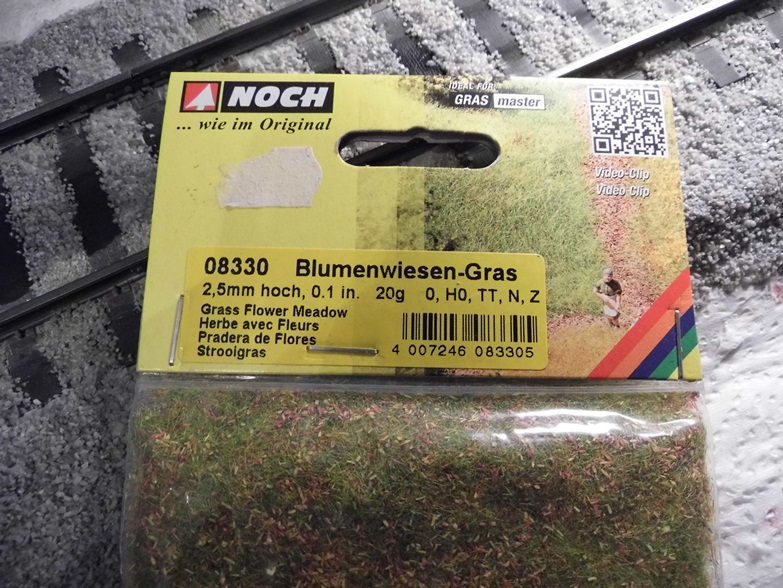 NOCH
... wie im Original
IDEAL FÜR:
GRAS master
Video-Clip
Video Clip
08330 Blumenwiesen-Gras
2,5mm hoch, 0.1 in. 20g 0, H0, TT, N, Z
Grass Flower Meadow
Herbe avec Fleurs
Pradera de Flores
Strooigras
4 007246 083305